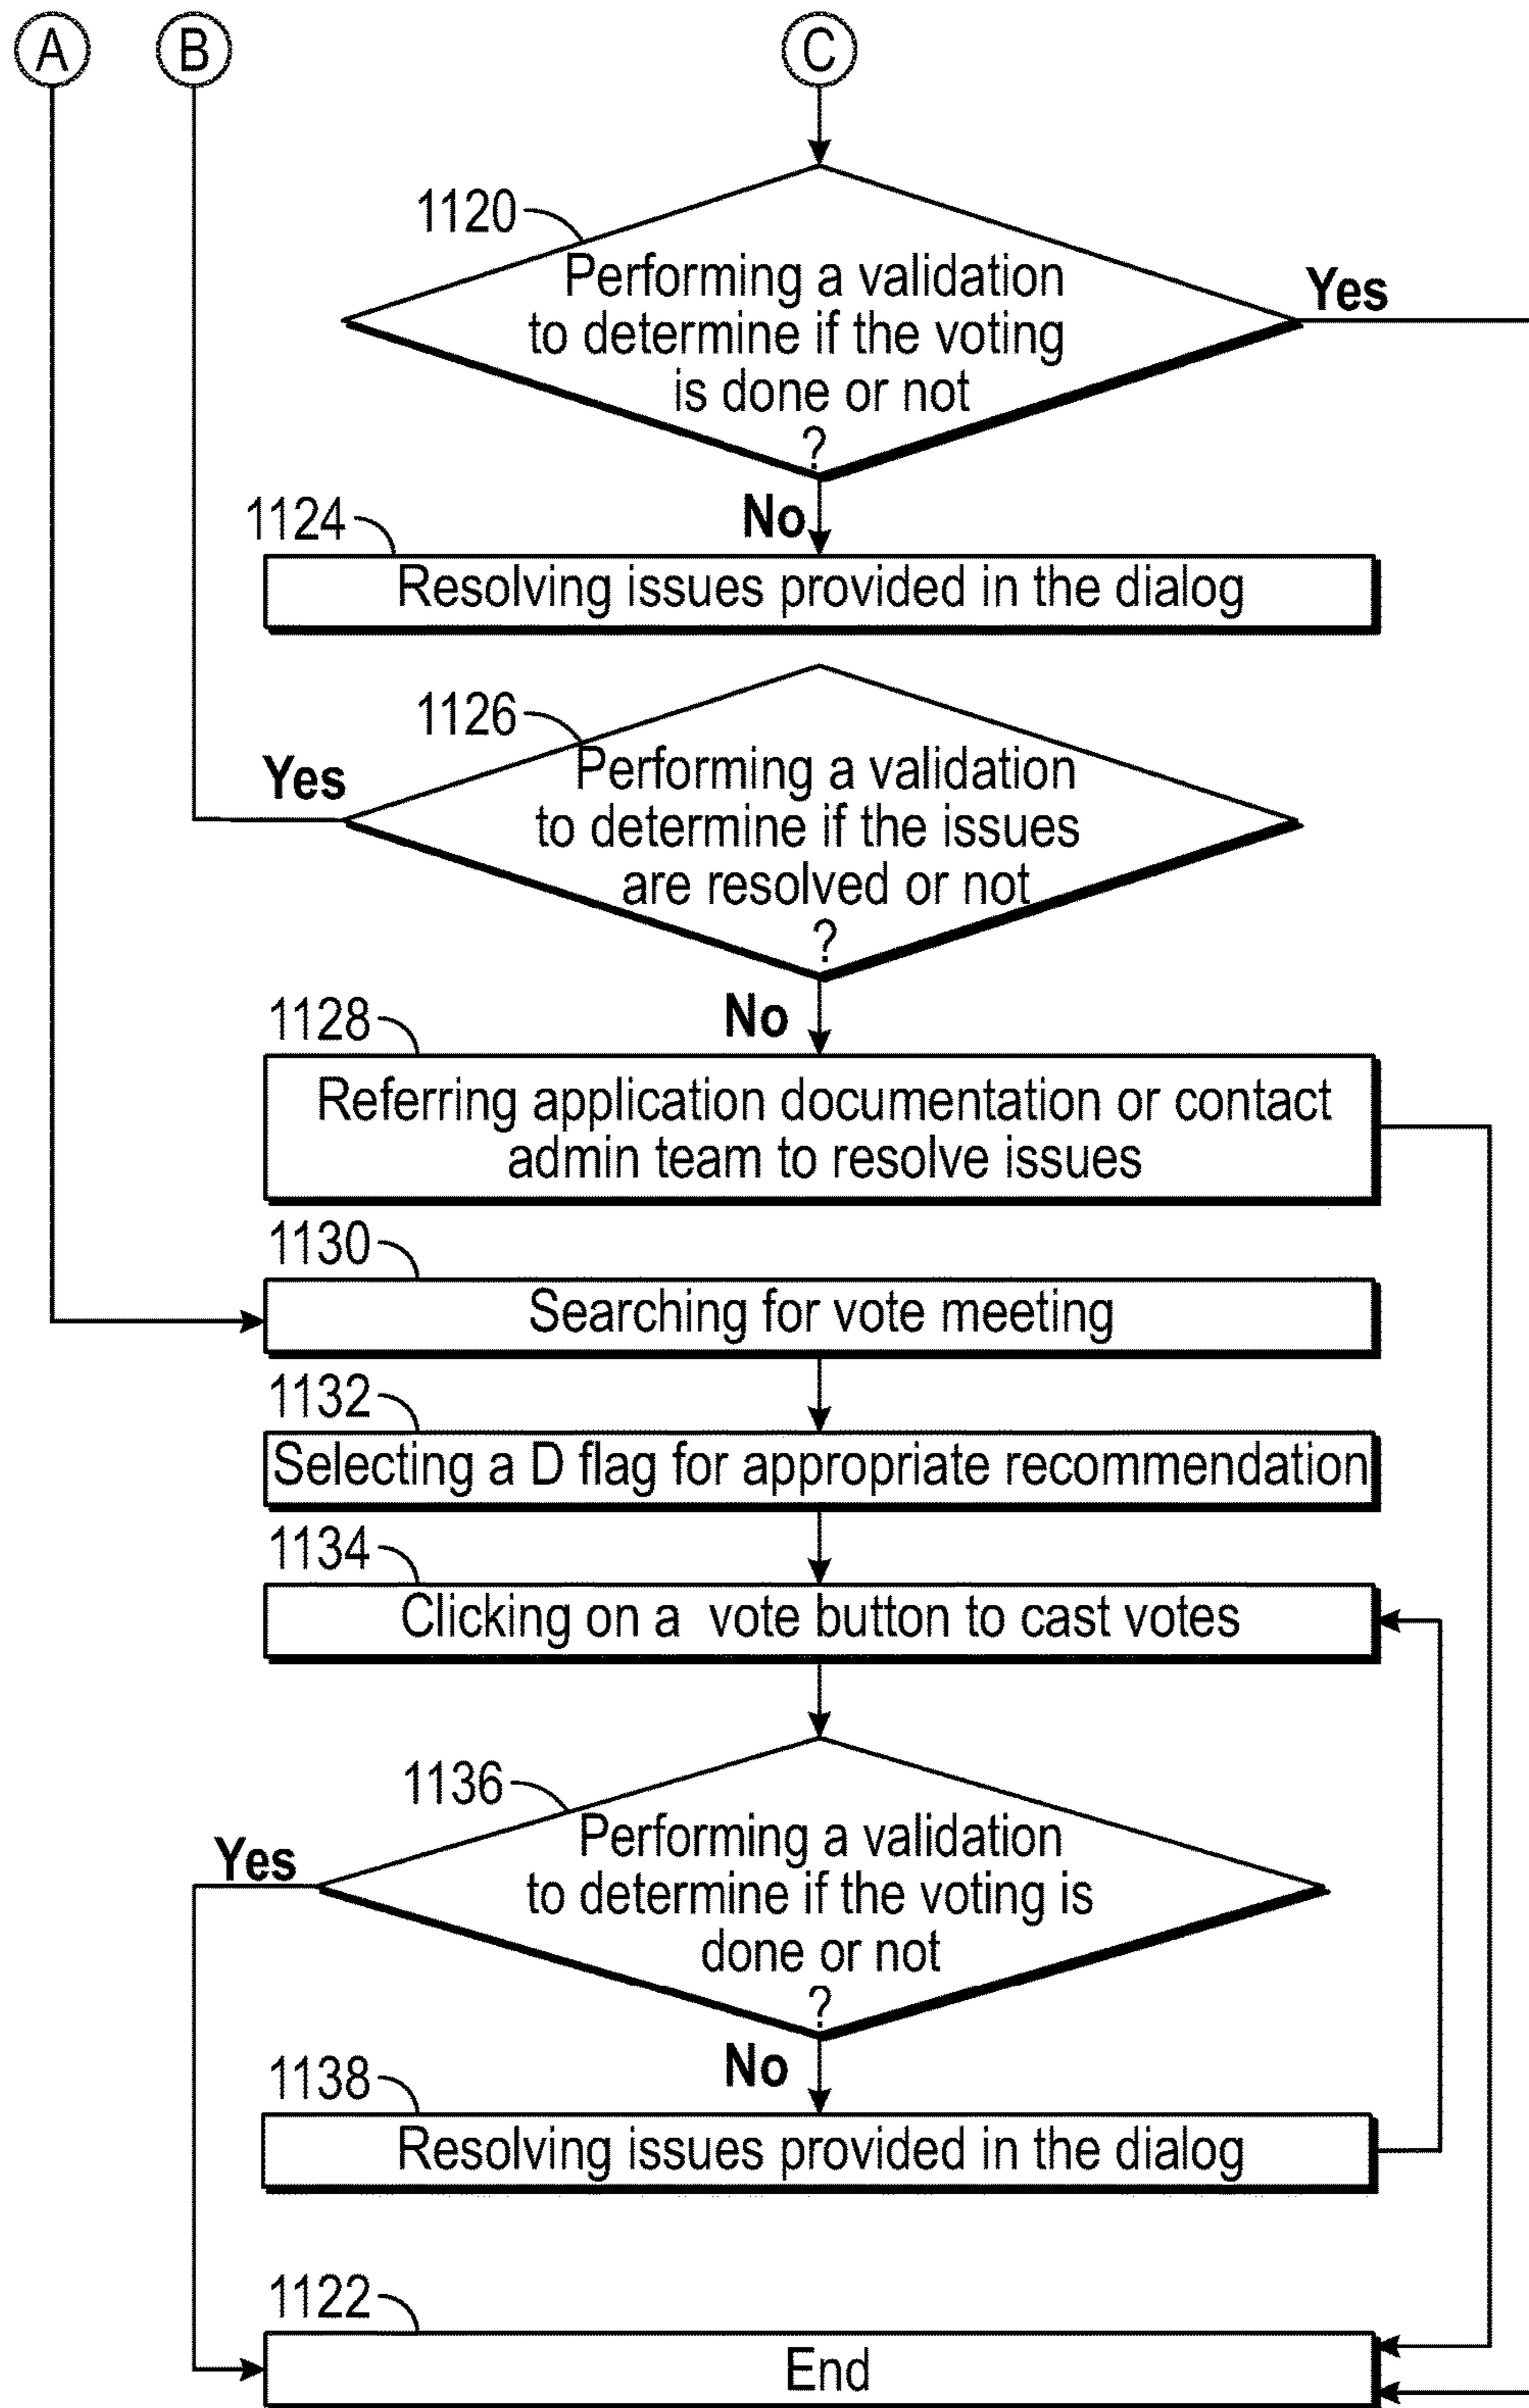 A
B
C
1120
Performing a validation
to determine if the voting
is done or not
?
Yes
No
1124
Resolving issues provided in the dialog
1126
Performing a validation
to determine if the issues
are resolved or not
?
Yes
No
1128
Referring application documentation or contact
admin team to resolve issues
1130
Searching for vote meeting
1132
Selecting a D flag for appropriate recommendation
1134
Clicking on a vote button to cast votes
1136
Performing a validation
to determine if the voting is
done or not
?
Yes
No
1138
Resolving issues provided in the dialog
1122
End